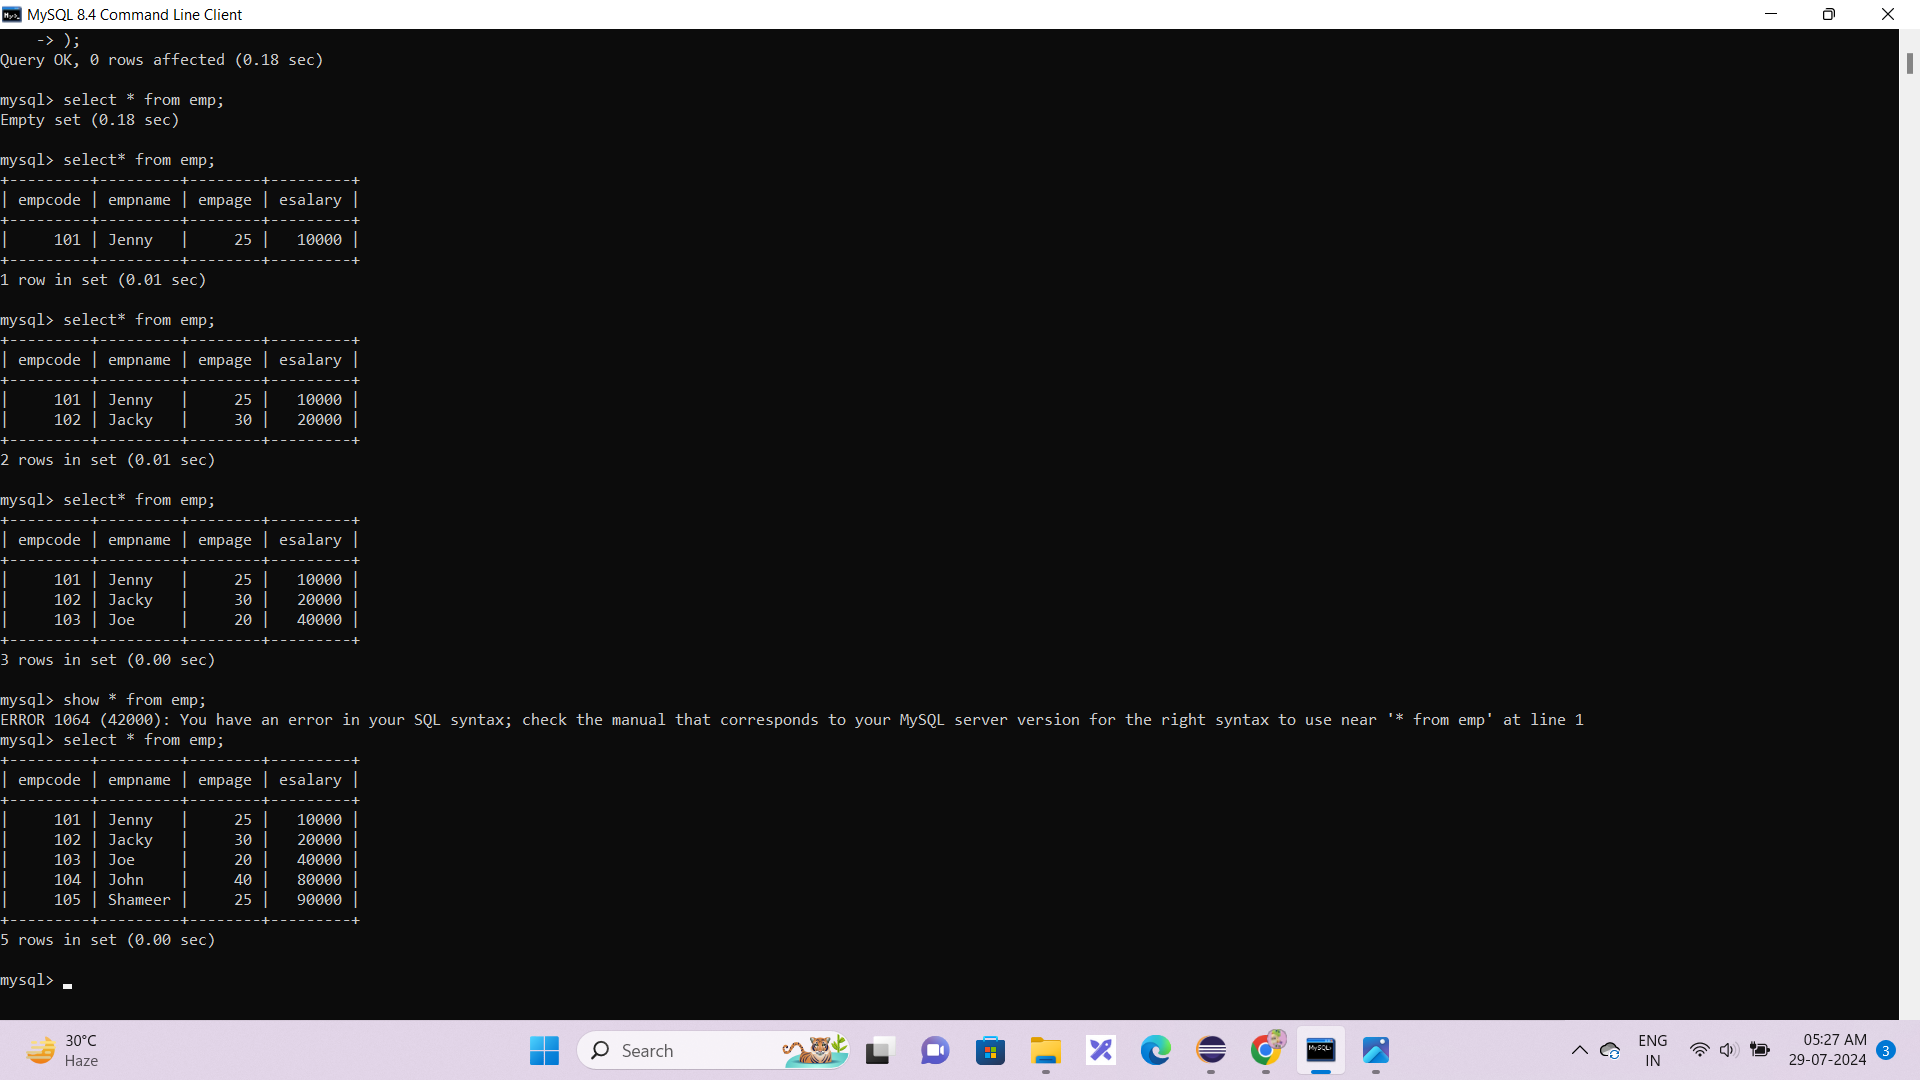 MySQL 8.4 Command Line Client
    -> );
Query OK, 0 rows affected (0.18 sec)
mysql> select * from emp;
Empty set (0.18 sec)
mysql> select* from emp;
+---------+---------+--------+---------+
| empcode | empname | empage | esalary |
+---------+---------+--------+---------+
|     101 | Jenny   |     25 |   10000 |
+---------+---------+--------+---------+
1 row in set (0.01 sec)
mysql> select* from emp;
+---------+---------+--------+---------+
| empcode | empname | empage | esalary |
+---------+---------+--------+---------+
|     101 | Jenny   |     25 |   10000 |
|     102 | Jacky   |     30 |   20000 |
+---------+---------+--------+---------+
2 rows in set (0.01 sec)
mysql> select* from emp;
+---------+---------+--------+---------+
| empcode | empname | empage | esalary |
+---------+---------+--------+---------+
|     101 | Jenny   |     25 |   10000 |
|     102 | Jacky   |     30 |   20000 |
|     103 | Joe     |     20 |   40000 |
+---------+---------+--------+---------+
3 rows in set (0.00 sec)
mysql> show * from emp;
ERROR 1064 (42000): You have an error in your SQL syntax; check the manual that corresponds to your MySQL server version for the right syntax to use near '* from emp' at line 1
mysql> select * from emp;
+---------+---------+--------+---------+
| empcode | empname | empage | esalary |
+---------+---------+--------+---------+
|     101 | Jenny   |     25 |   10000 |
|     102 | Jacky   |     30 |   20000 |
|     103 | Joe     |     20 |   40000 |
|     104 | John    |     40 |   80000 |
|     105 | Shameer |     25 |   90000 |
+---------+---------+--------+---------+
5 rows in set (0.00 sec)
mysql>
30°C
Haze
Search
ENG
IN
05:27 AM
29-07-2024
3